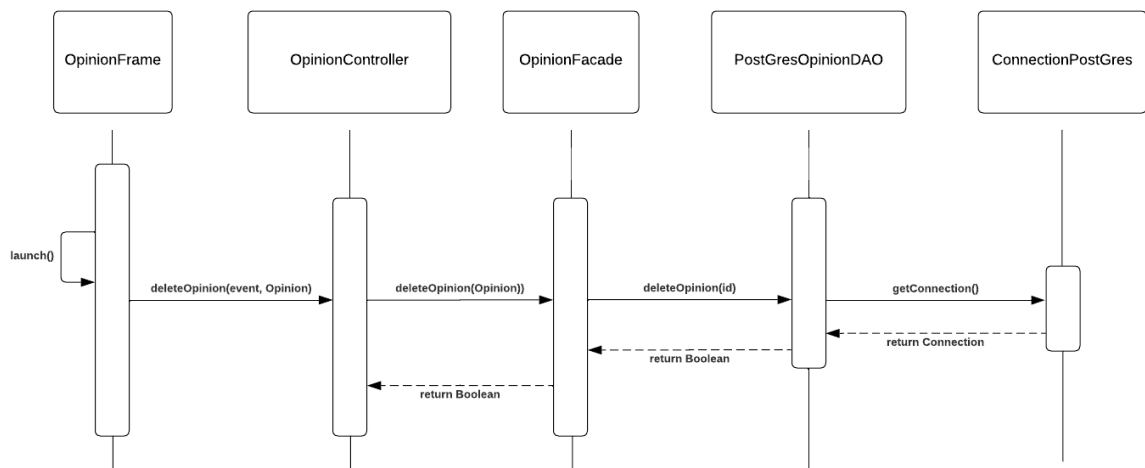 OpinionFrame
OpinionController
OpinionFacade
PostGresOpinionDAO
ConnectionPostGres
launch()
deleteOpinion(event, Opinion)
deleteOpinion(Opinion))
deleteOpinion(id)
getConnection()
return Connection
return Boolean
return Boolean